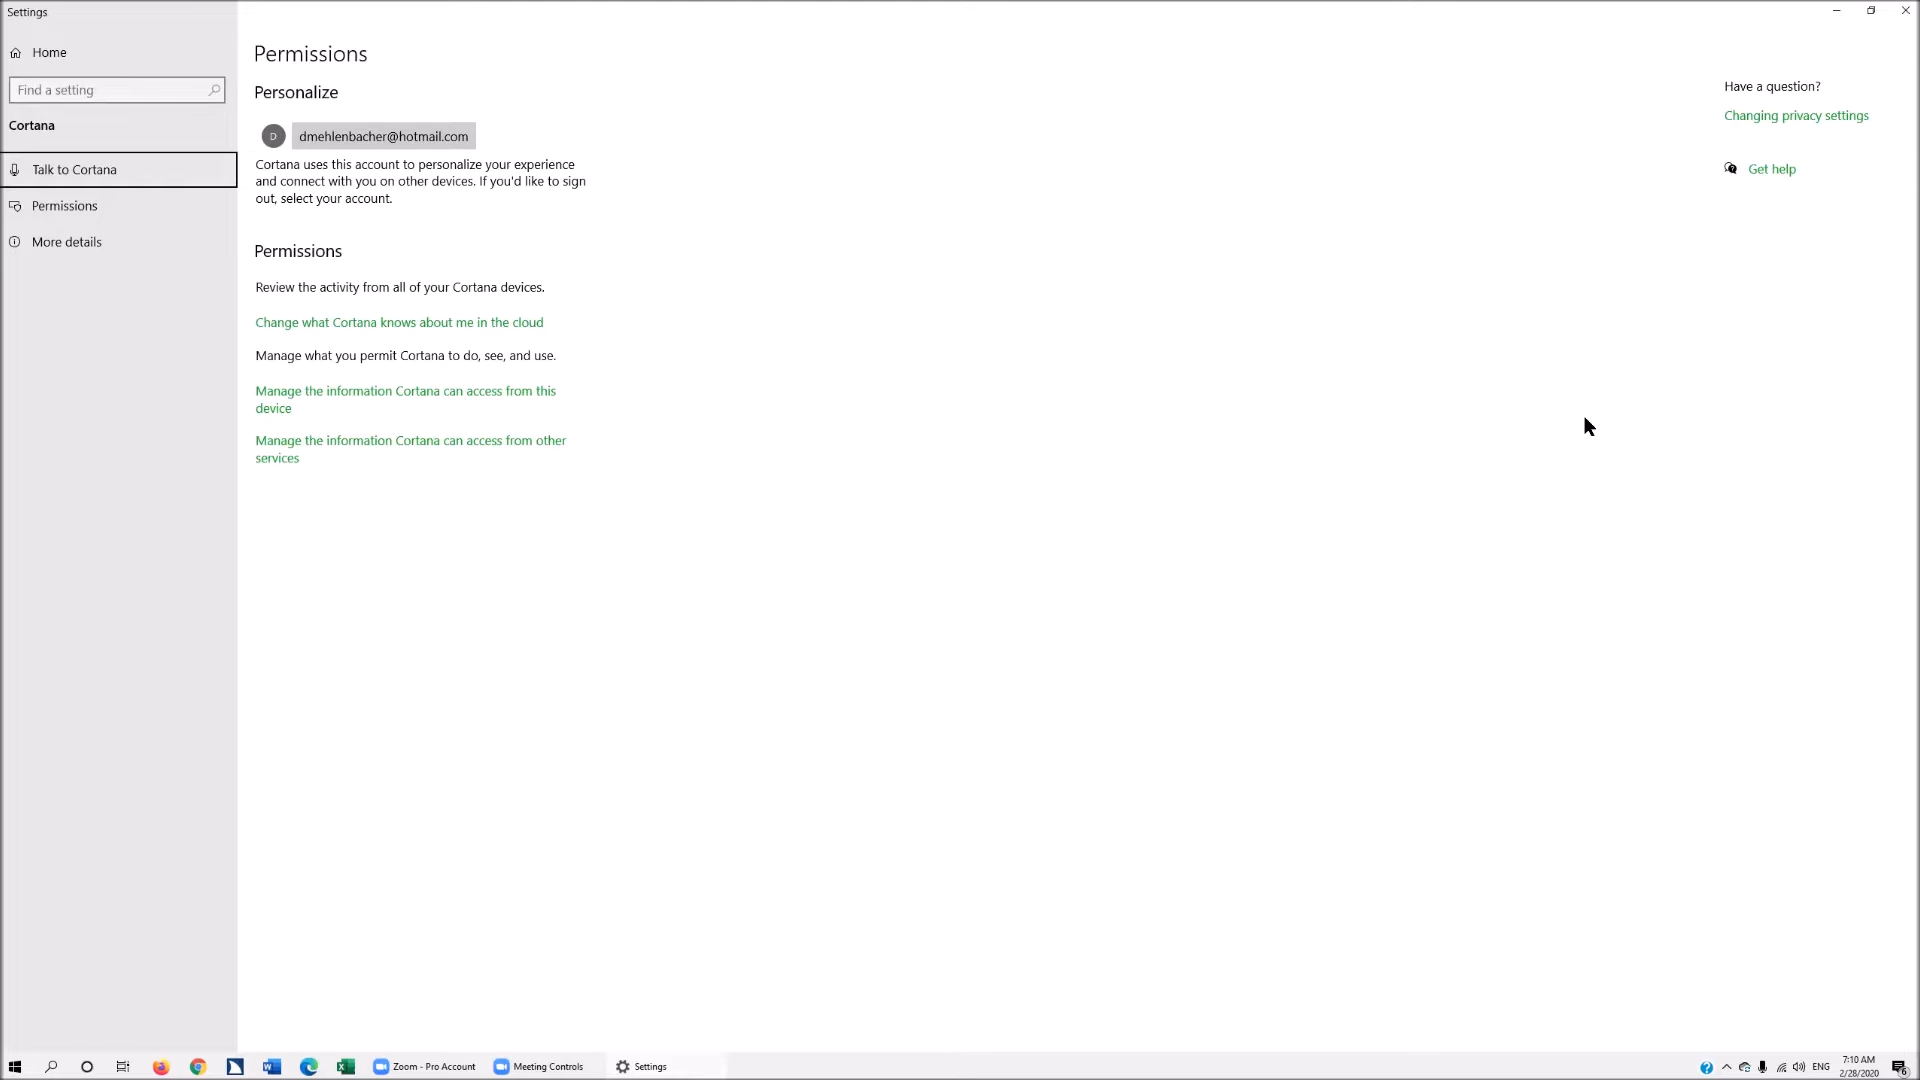 Settings
Home
Find a setting
Cortana
Talk to Cortana
Permissions
More details
Permissions
Personalize
D
dmehlenbacher@hotmail.com
Cortana uses this account to personalize your experience
and connect with you on other devices. If you'd like to sign
out, select your account.
Permissions
Review the activity from all of your Cortana devices.
Change what Cortana knows about me in the cloud
Manage what you permit Cortana to do, see, and use.
Manage the information Cortana can access from this
device
Manage the information Cortana can access from other
services
Have a question?
Changing privacy settings
Get help
Zoom - Pro Account
Meeting Controls
Settings
ENG
7:10 AM
2/28/2020
6